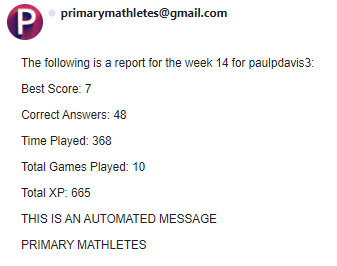 P
primarymathletes@gmail.com
The following is a report for the week 14 for paulpdavis3:
Best Score: 7
Correct Answers: 48
Time Played: 368
Total Games Played: 10
Total XP: 665
THIS IS AN AUTOMATED MESSAGE
PRIMARY MATHLETES